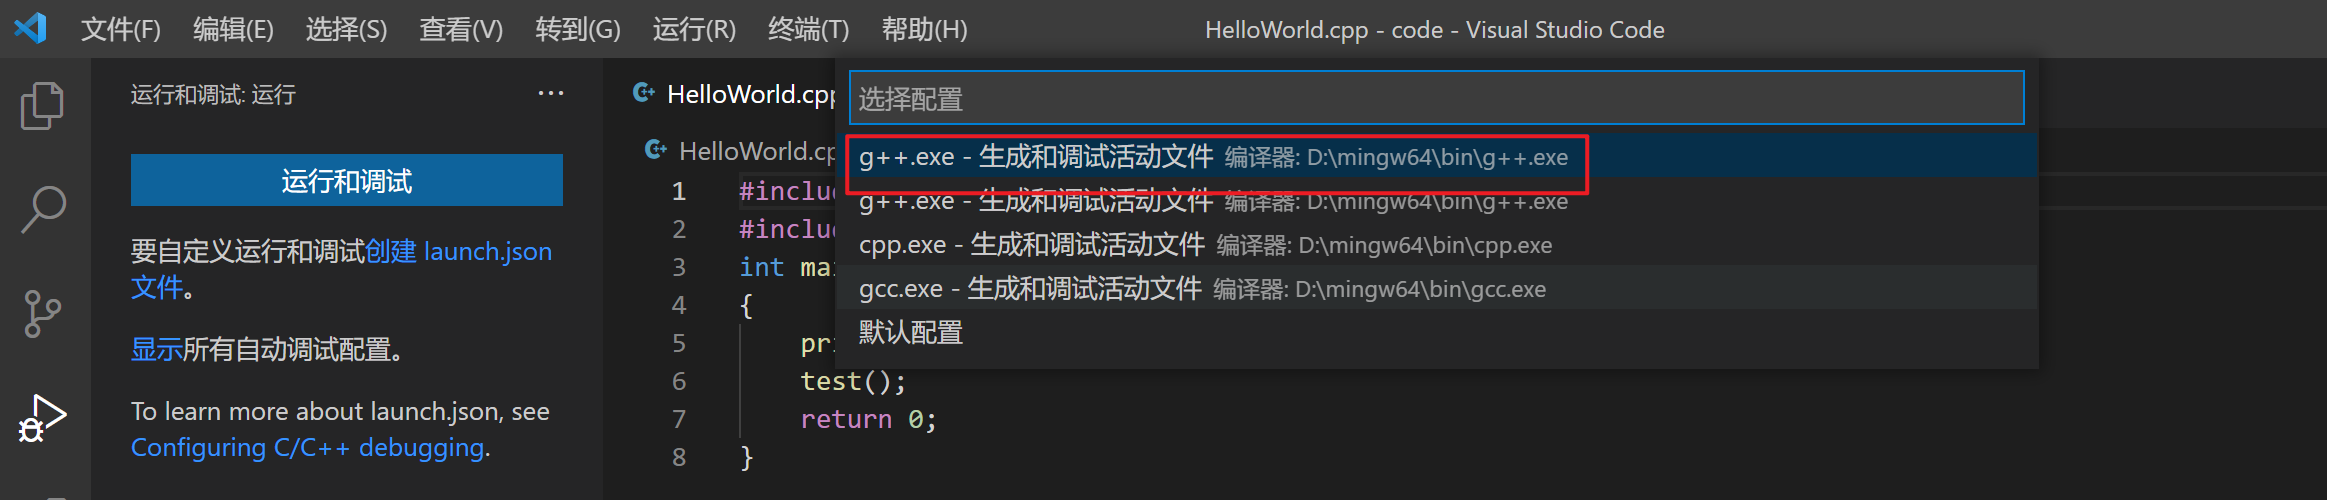 文件(F) 编辑(E) 选择(S) 查看(V) 转到(G) 运行(R) 终端(T) 帮助(H) HelloWorld.cpp - code - Visual Studio Code
运行和调试: 运行 ···
运行和调试
要自定义运行和调试创建 launch.json
文件。
显示所有自动调试配置。
To learn more about launch.json, see
Configuring C/C++ debugging.
HelloWorld.cpp
HelloWorld.cp
选择配置
g++.exe - 生成和调试活动文件 编译器: D:\mingw64\bin\g++.exe
g++.exe - 生成和调试活动文件 编译器: D:\mingw64\bin\g++.exe
cpp.exe - 生成和调试活动文件 编译器: D:\mingw64\bin\cpp.exe
gcc.exe - 生成和调试活动文件 编译器: D:\mingw64\bin\gcc.exe
默认配置
1 #inclu
2 #inclu
3 int mai
4 {
5 pri
6 test();
7 return 0;
8 }